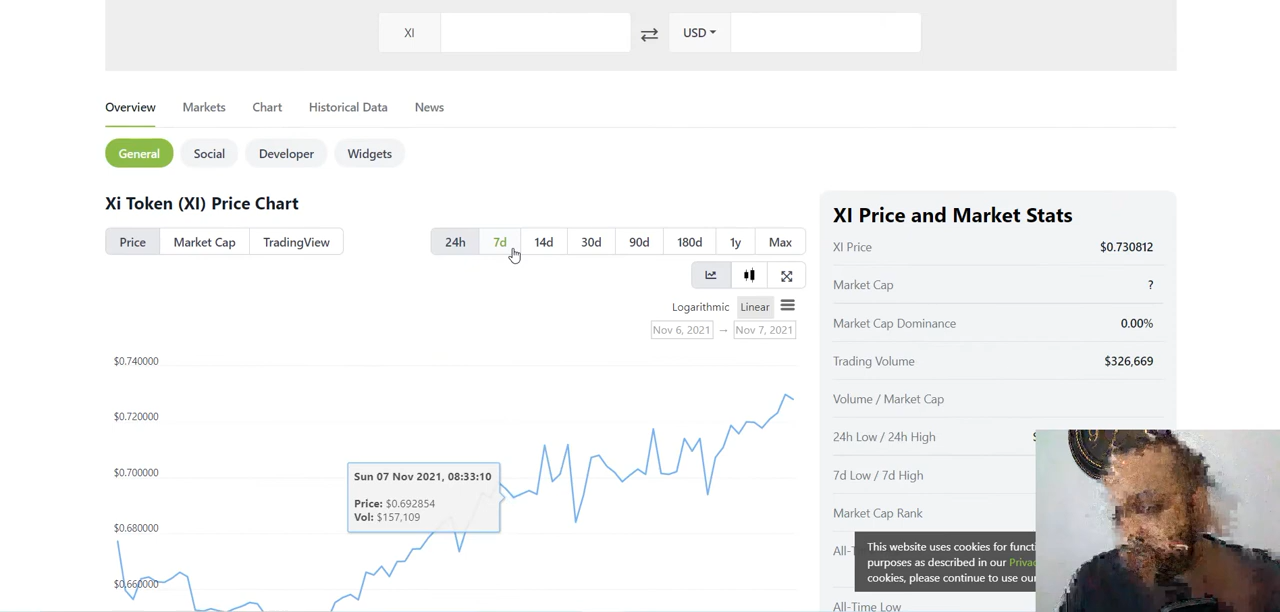 XI USD
Overview Markets Chart Historical Data News
General Social Developer Widgets
Xi Token (XI) Price Chart
Price Market Cap TradingView 24h 7d 14d 30d 90d 180d 1y Max
Logarithmic Linear
Nov 6, 2021 → Nov 7, 2021
$0.740000
$0.720000
$0.700000
$0.680000
$0.660000
Sun 07 Nov 2021, 08:33:10
Price: $0.692854
Vol: $157,109
XI Price and Market Stats
XI Price $0.730812
Market Cap ?
Market Cap Dominance 0.00%
Trading Volume $326,669
Volume / Market Cap
24h Low / 24h High $
7d Low / 7d High
Market Cap Rank
All-Ti
This website uses cookies for functi
purposes as described in our Privac
cookies, please continue to use ou
All-Time Low